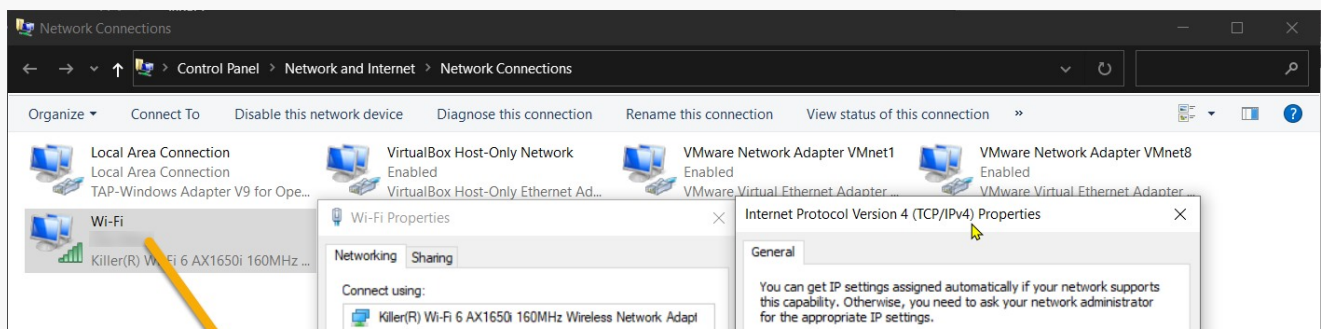 Network Connections
Control Panel > Network and Internet > Network Connections
Organize Connect To Disable this network device Diagnose this connection Rename this connection View status of this connection »
Local Area Connection
Local Area Connection
TAP-Windows Adapter V9 for Ope...
VirtualBox Host-Only Network
Enabled
VirtualBox Host-Only Ethernet Ad...
VMware Network Adapter VMnet1
Enabled
VMware Virtual Ethernet Adapter ...
VMware Network Adapter VMnet8
Enabled
VMware Virtual Ethernet Adapter ...
Wi-Fi
Killer(R) Wi-Fi 6 AX1650i 160MHz ...
Wi-Fi Properties
Networking Sharing
Connect using:
Killer(R) Wi-Fi 6 AX1650i 160MHz Wireless Network Adapt
Internet Protocol Version 4 (TCP/IPv4) Properties
General
You can get IP settings assigned automatically if your network supports
this capability. Otherwise, you need to ask your network administrator
for the appropriate IP settings.